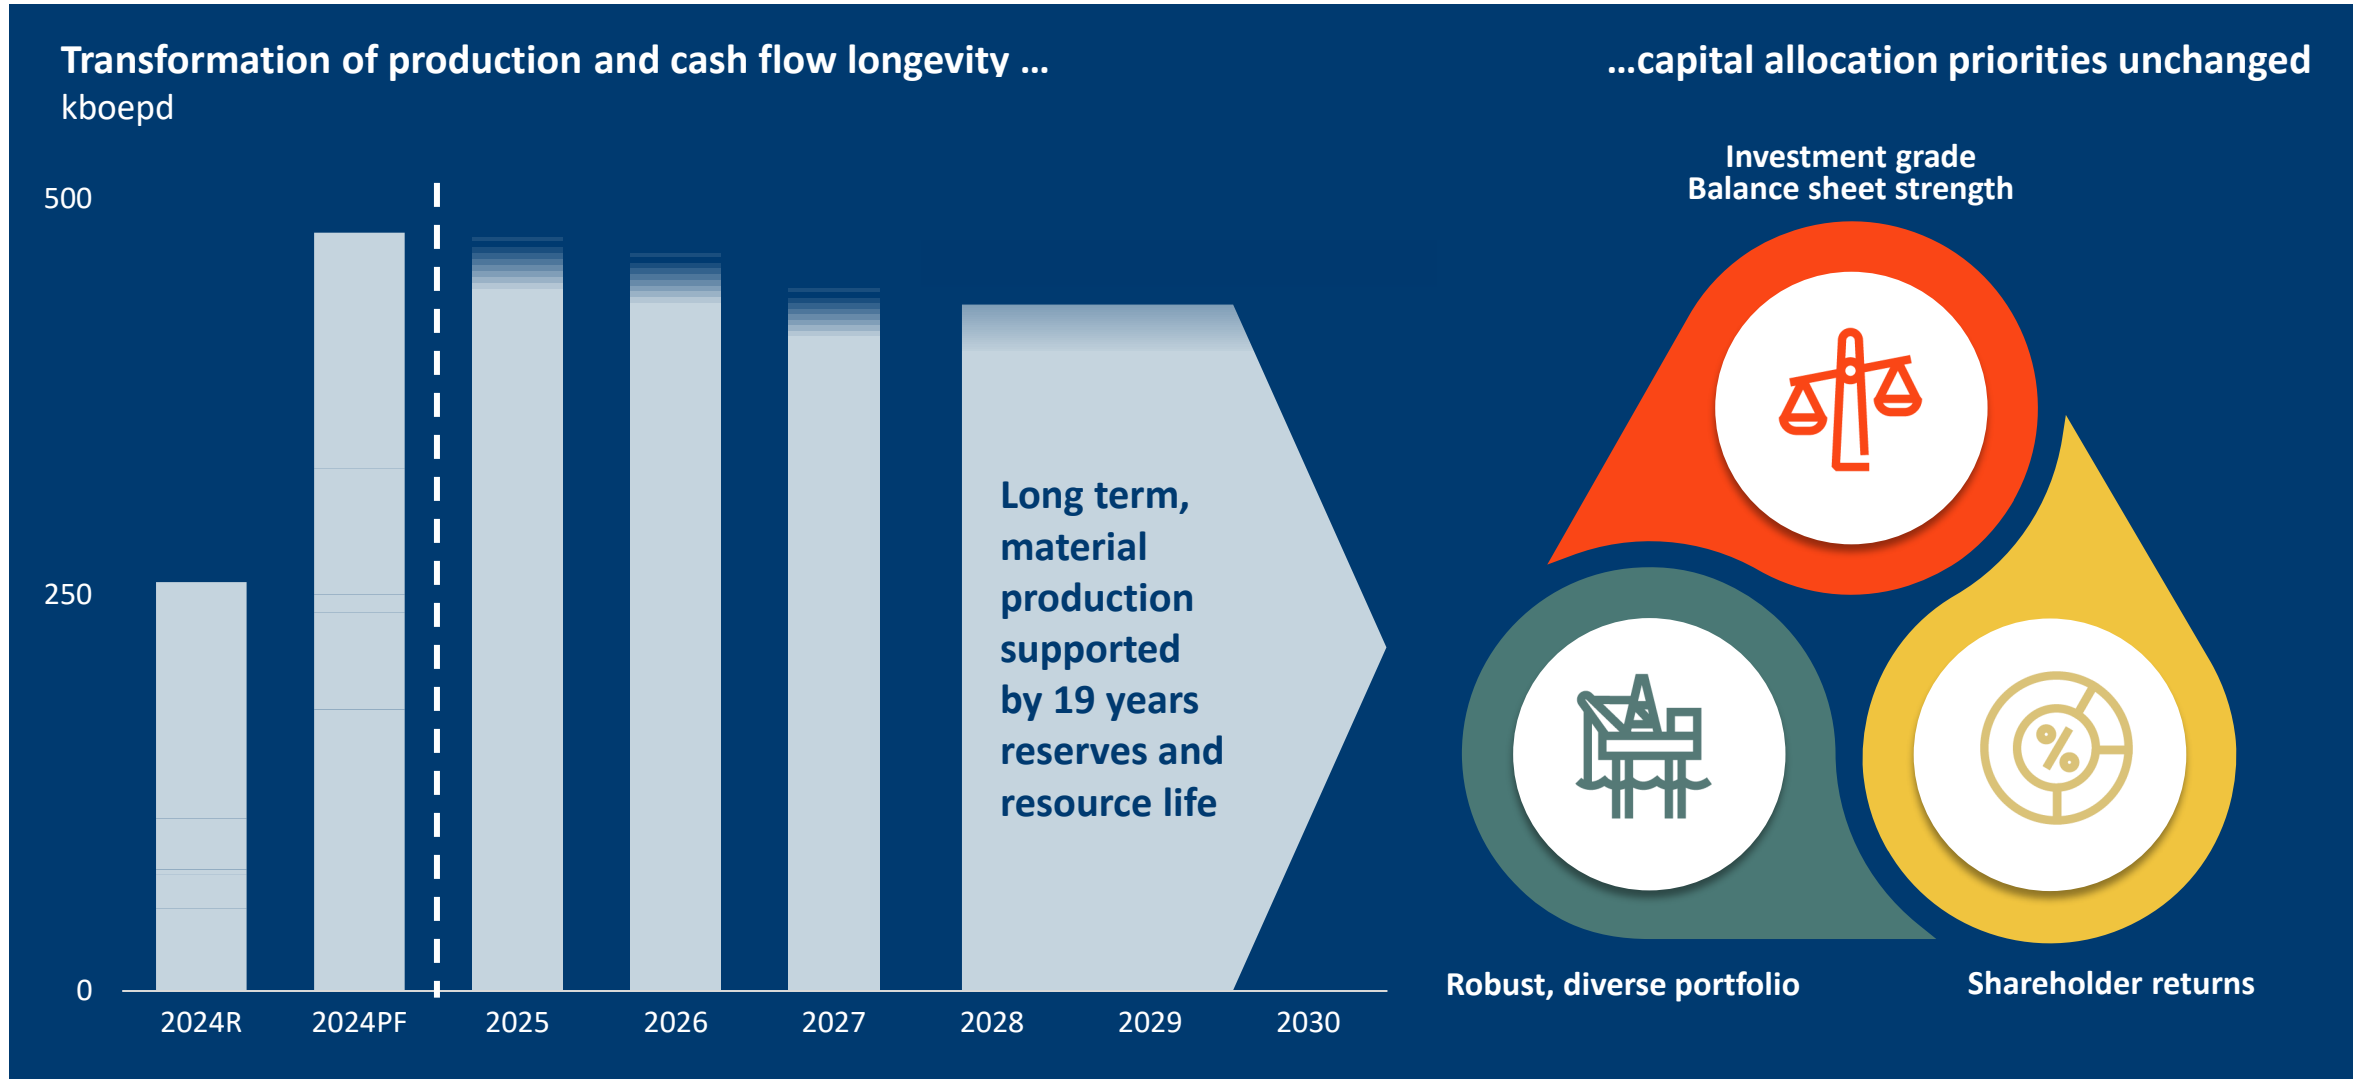 Transformation of production and cash flow longevity ...
kboepd
500
250
0
2024R
2024PF
2025
2026
2027
2028
2029
2030
Long term,
material
production
supported
by 19 years
reserves and
resource life
...capital allocation priorities unchanged
Investment grade
Balance sheet strength
%
Robust, diverse portfolio
Shareholder returns